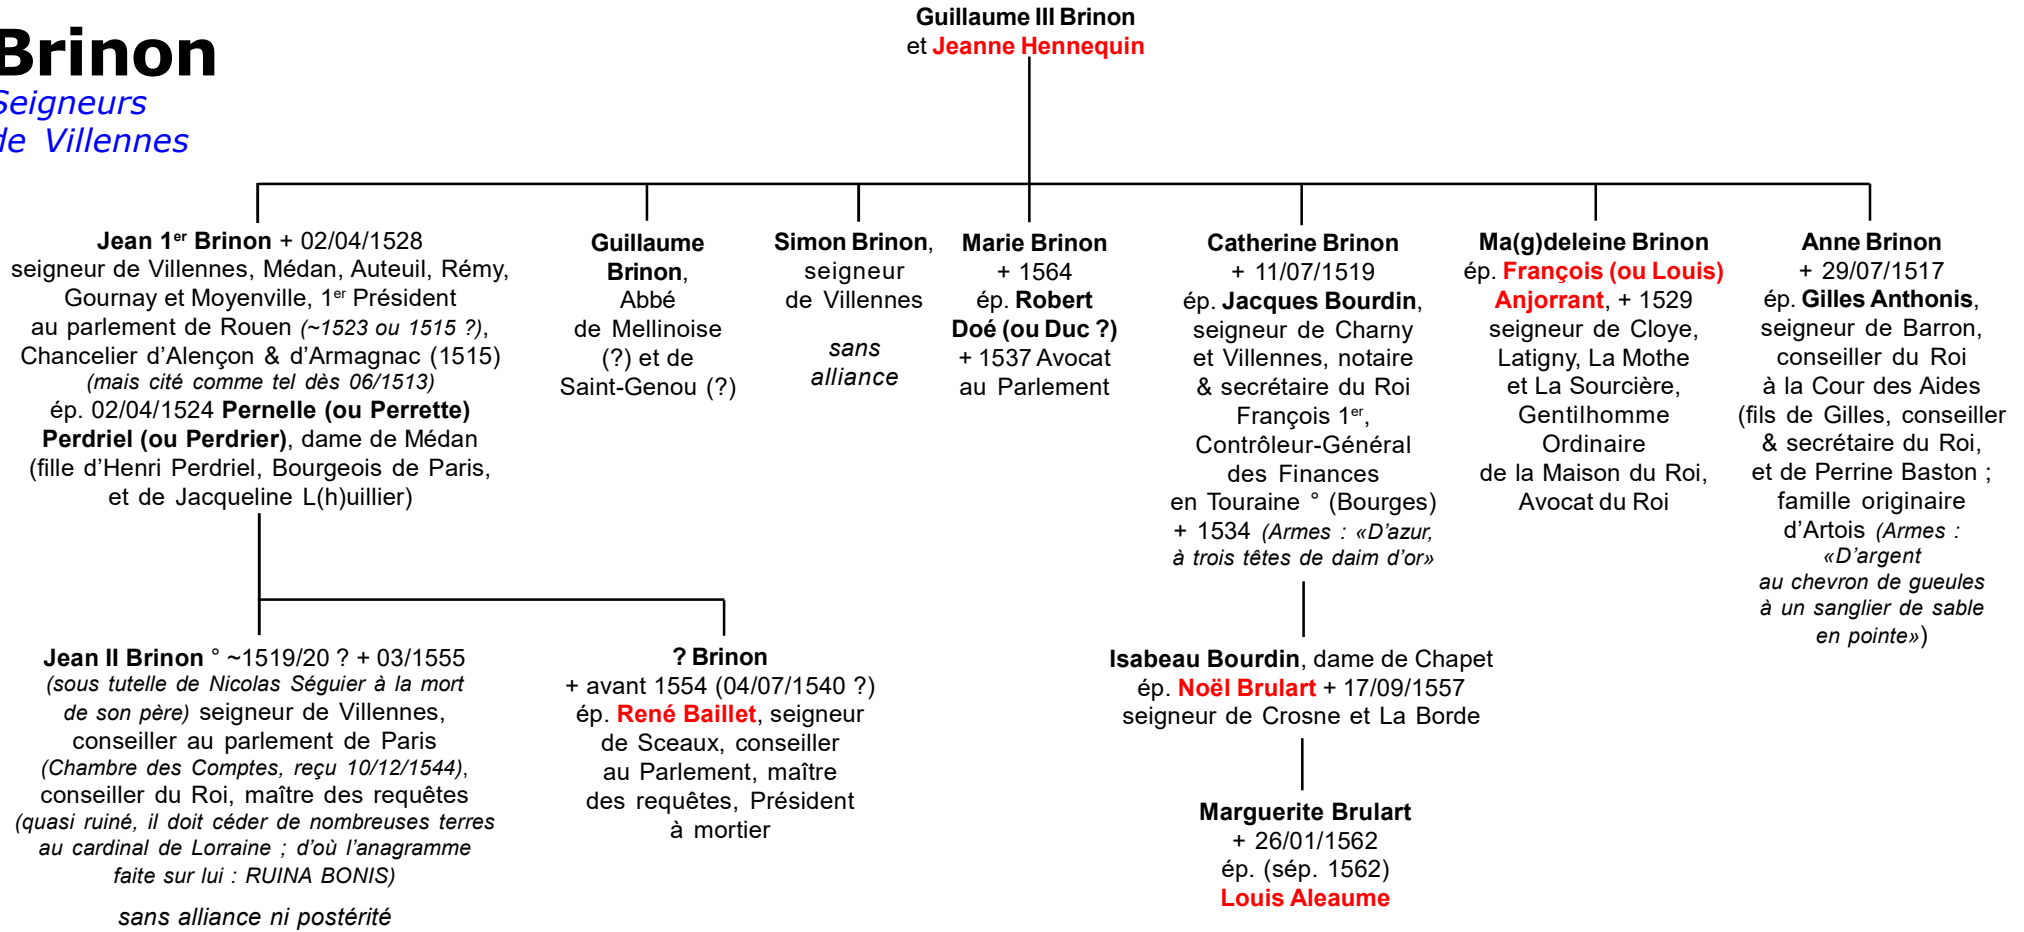 Brinon
Seigneurs
de Villennes
Guillaume III Brinon
et Jeanne Hennequin
Jean 1er Brinon + 02/04/1528
seigneur de Villennes, Médan, Auteuil, Rémy,
Gournay et Moyenville, 1er Président
au parlement de Rouen (~1523 ou 1515 ?),
Chancelier d’Alençon & d’Armagnac (1515)
(mais cité comme tel dès 06/1513)
ép. 02/04/1524 Pernelle (ou Perrette)
Perdriel (ou Perdrier), dame de Médan
(fille d’Henri Perdriel, Bourgeois de Paris,
et de Jacqueline L(h)uillier)
Guillaume
Brinon,
Abbé
de Mellinoise
(?) et de
Saint-Genou (?)
Simon Brinon,
seigneur
de Villennes
sans
alliance
Marie Brinon
+ 1564
ép. Robert
Doé (ou Duc ?)
+ 1537 Avocat
au Parlement
Catherine Brinon
+ 11/07/1519
ép. Jacques Bourdin,
seigneur de Charny
et Villennes, notaire
& secrétaire du Roi
François 1er,
Contrôleur-Général
des Finances
en Touraine ° (Bourges)
+ 1534 (Armes : «D’azur,
à trois têtes de daim d’or»
Ma(g)deleine Brinon
ép. François (ou Louis)
Anjorrant, + 1529
seigneur de Cloye,
Latigny, La Mothe
et La Sourcière,
Gentilhomme
Ordinaire
de la Maison du Roi,
Avocat du Roi
Anne Brinon
+ 29/07/1517
ép. Gilles Anthonis,
seigneur de Barron,
conseiller du Roi
à la Cour des Aides
(fils de Gilles, conseiller
& secrétaire du Roi,
et de Perrine Baston ;
famille originaire
d’Artois (Armes :
«D’argent
au chevron de gueules
à un sanglier de sable
en pointe»)
Jean II Brinon ° ~1519/20 ? + 03/1555
(sous tutelle de Nicolas Séguier à la mort
de son père) seigneur de Villennes,
conseiller au parlement de Paris
(Chambre des Comptes, reçu 10/12/1544),
conseiller du Roi, maître des requêtes
(quasi ruiné, il doit céder de nombreuses terres
au cardinal de Lorraine ; d’où l’anagramme
faite sur lui : RUINA BONIS)
sans alliance ni postérité
? Brinon
+ avant 1554 (04/07/1540 ?)
ép. René Baillet, seigneur
de Sceaux, conseiller
au Parlement, maître
des requêtes, Président
à mortier
Isabeau Bourdin, dame de Chapet
ép. Noël Brulart + 17/09/1557
seigneur de Crosne et La Borde
Marguerite Brulart
+ 26/01/1562
ép. (sép. 1562)
Louis Aleaume